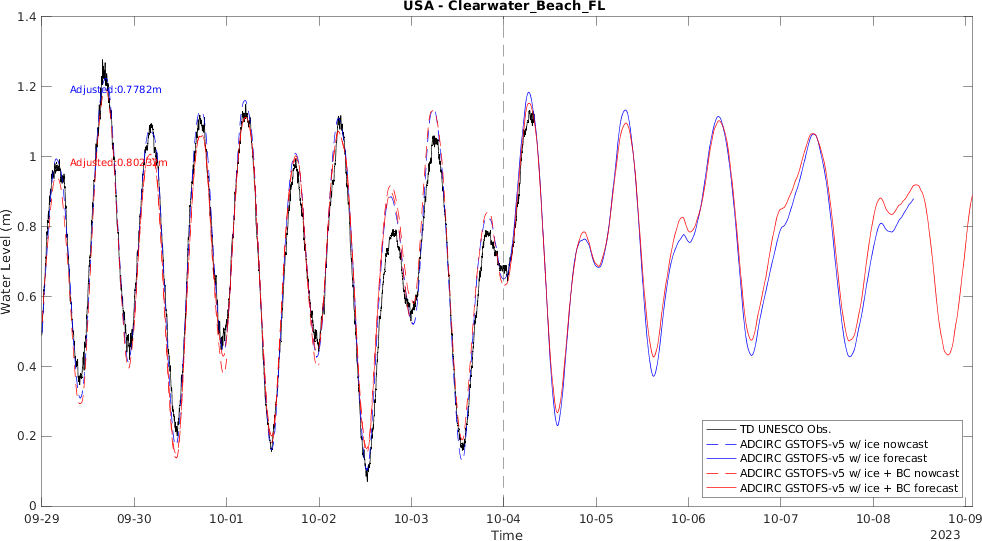 USA - Clearwater_Beach_FL
1.4
1.2
1
0.8
0.6
0.4
0.2
0
Water Level (m)
Adjusted:0.7782m
TD UNESCO Obs.
ADCIRC GSTOFS-v5 w/ ice nowcast
ADCIRC GSTOFS-v5 w/ ice forecast
ADCIRC GSTOFS-v5 w/ ice + BC nowcast
ADCIRC GSTOFS-v5 w/ ice + BC forecast
09-29 09-30 10-01 10-02 10-03 10-04 10-05 10-06 10-07 10-08 10-09
Time
2023